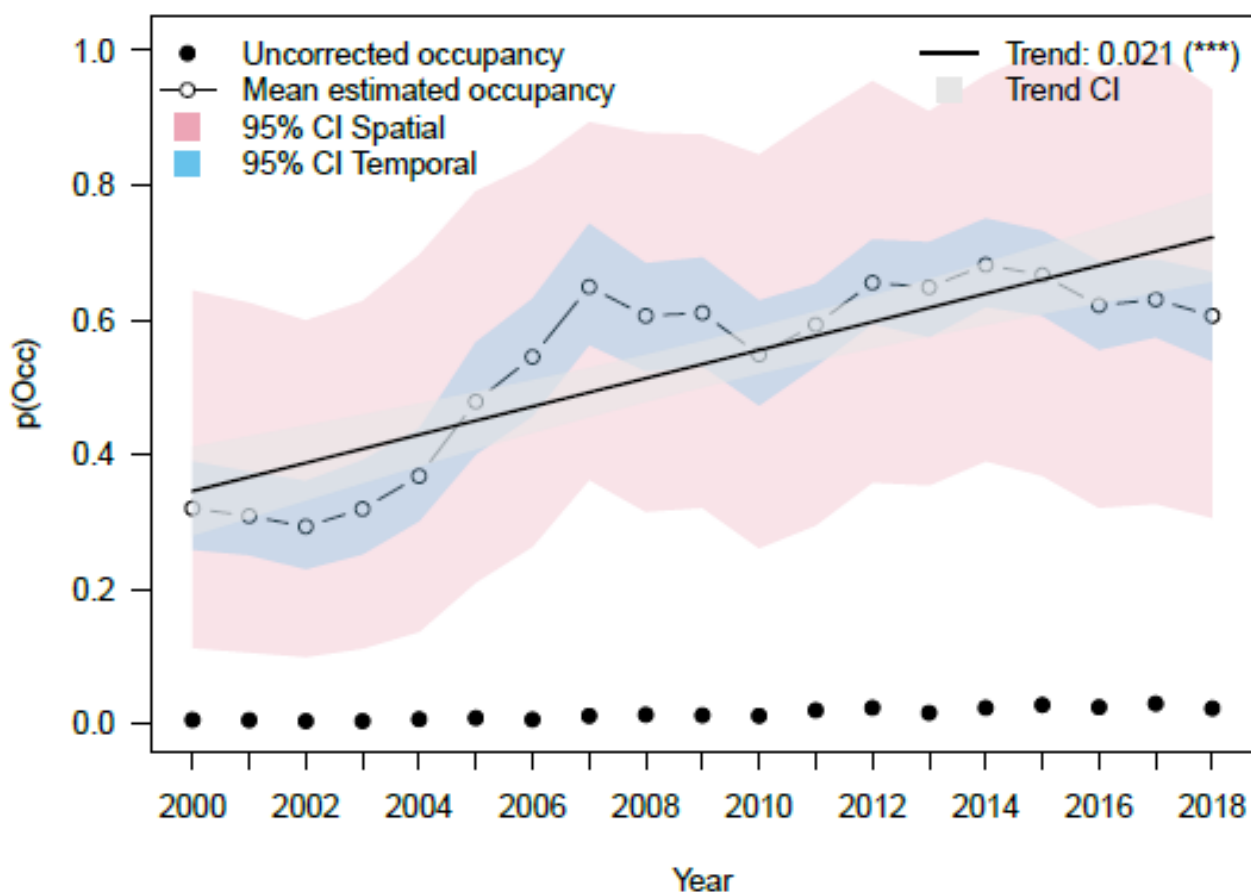 1.0
0.8
0.6
0.4
0.2
0.0
p(Occ)
Uncorrected occupancy
Mean estimated occupancy
95% CI Spatial
95% CI Temporal
Trend: 0.021 (***)
Trend CI
2000 2002 2004 2006 2008 2010 2012 2014 2016 2018
Year